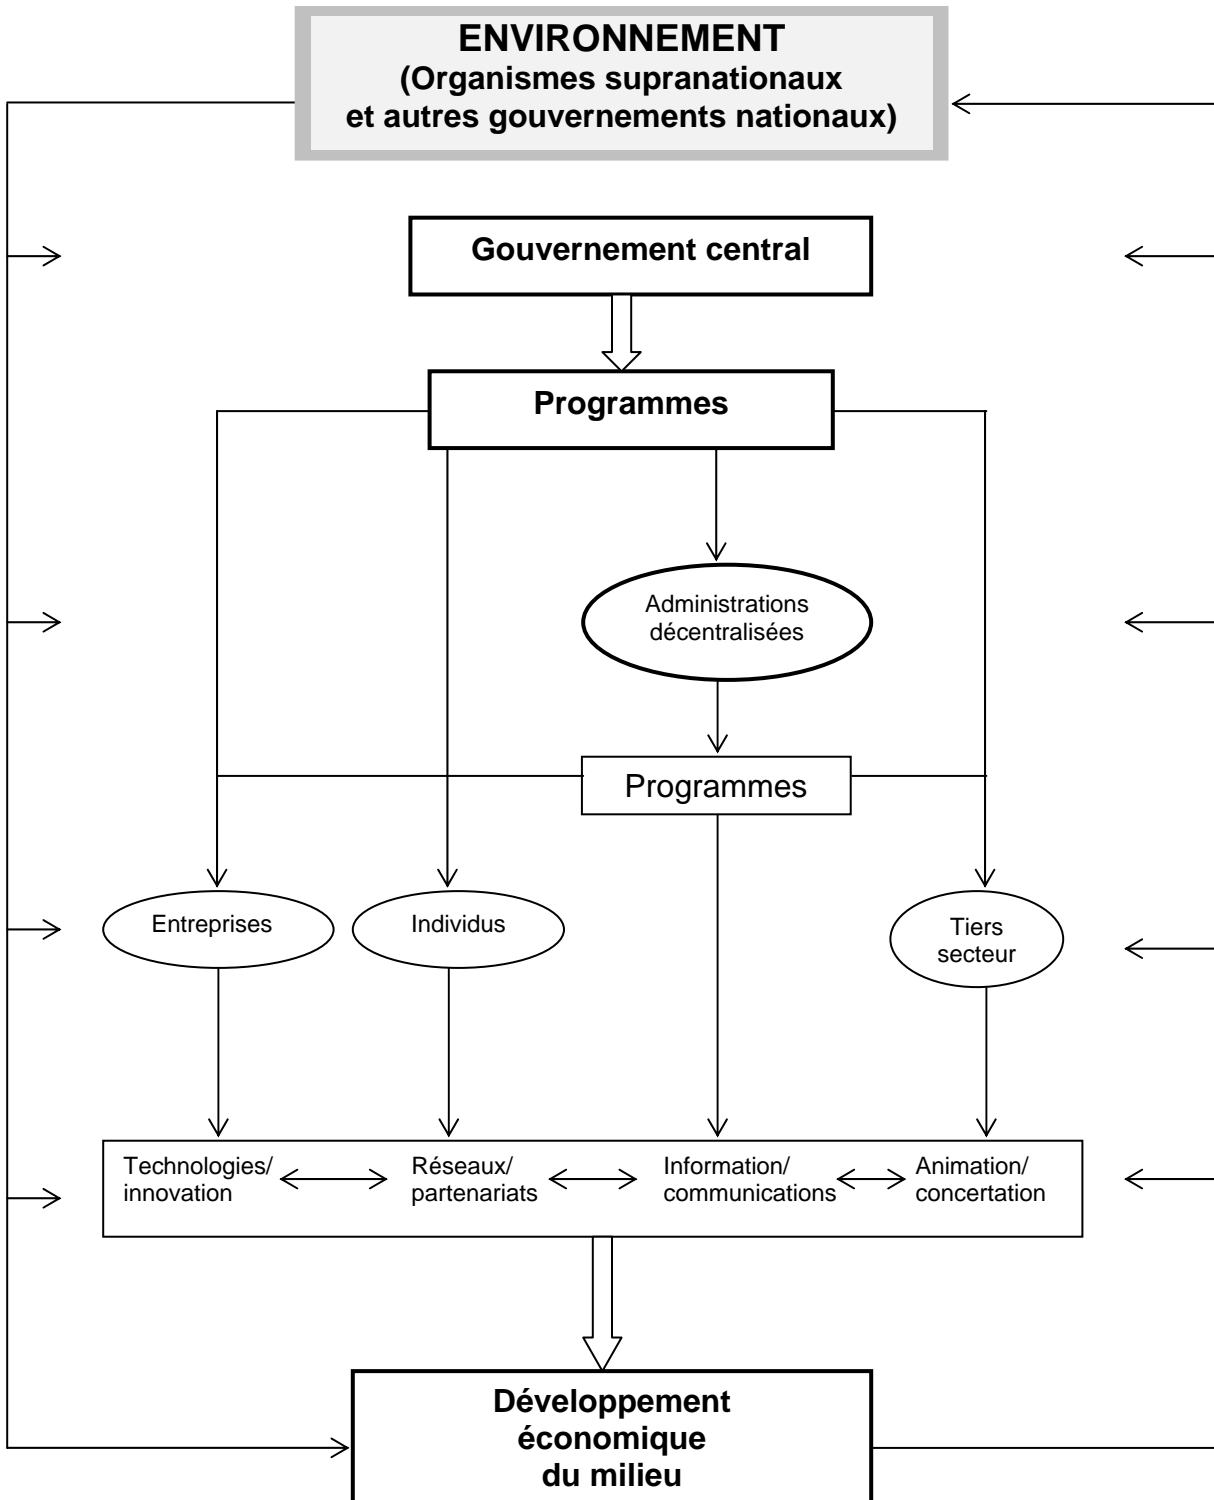 ENVIRONNEMENT
(Organismes supranationaux
et autres gouvernements nationaux)
Gouvernement central
Programmes
Administrations
décentralisées
Programmes
Entreprises
Individus
Tiers
secteur
Technologies/
innovation
Réseaux/
partenariats
Information/
communications
Animation/
concertation
Développement
économique
du milieu